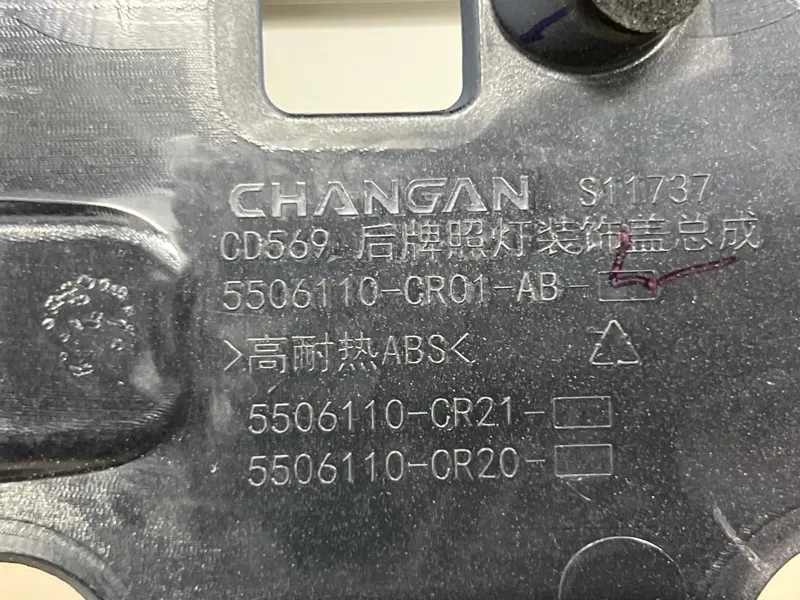 CHANGAN S11737
CD569 后牌照灯装饰盖总成
5506110-CR01-AB-
>高耐热ABS<
5506110-CR21-
5506110-CR20-